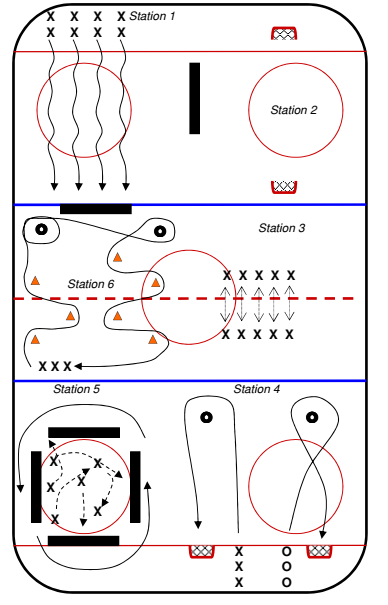 X X X X Station 1
X X X X
Station 2
Station 3
X X X X X
Station 6
X X X X X
X X X
Station 5
Station 4
X
X
X
X
X
X
X O
X O
X O